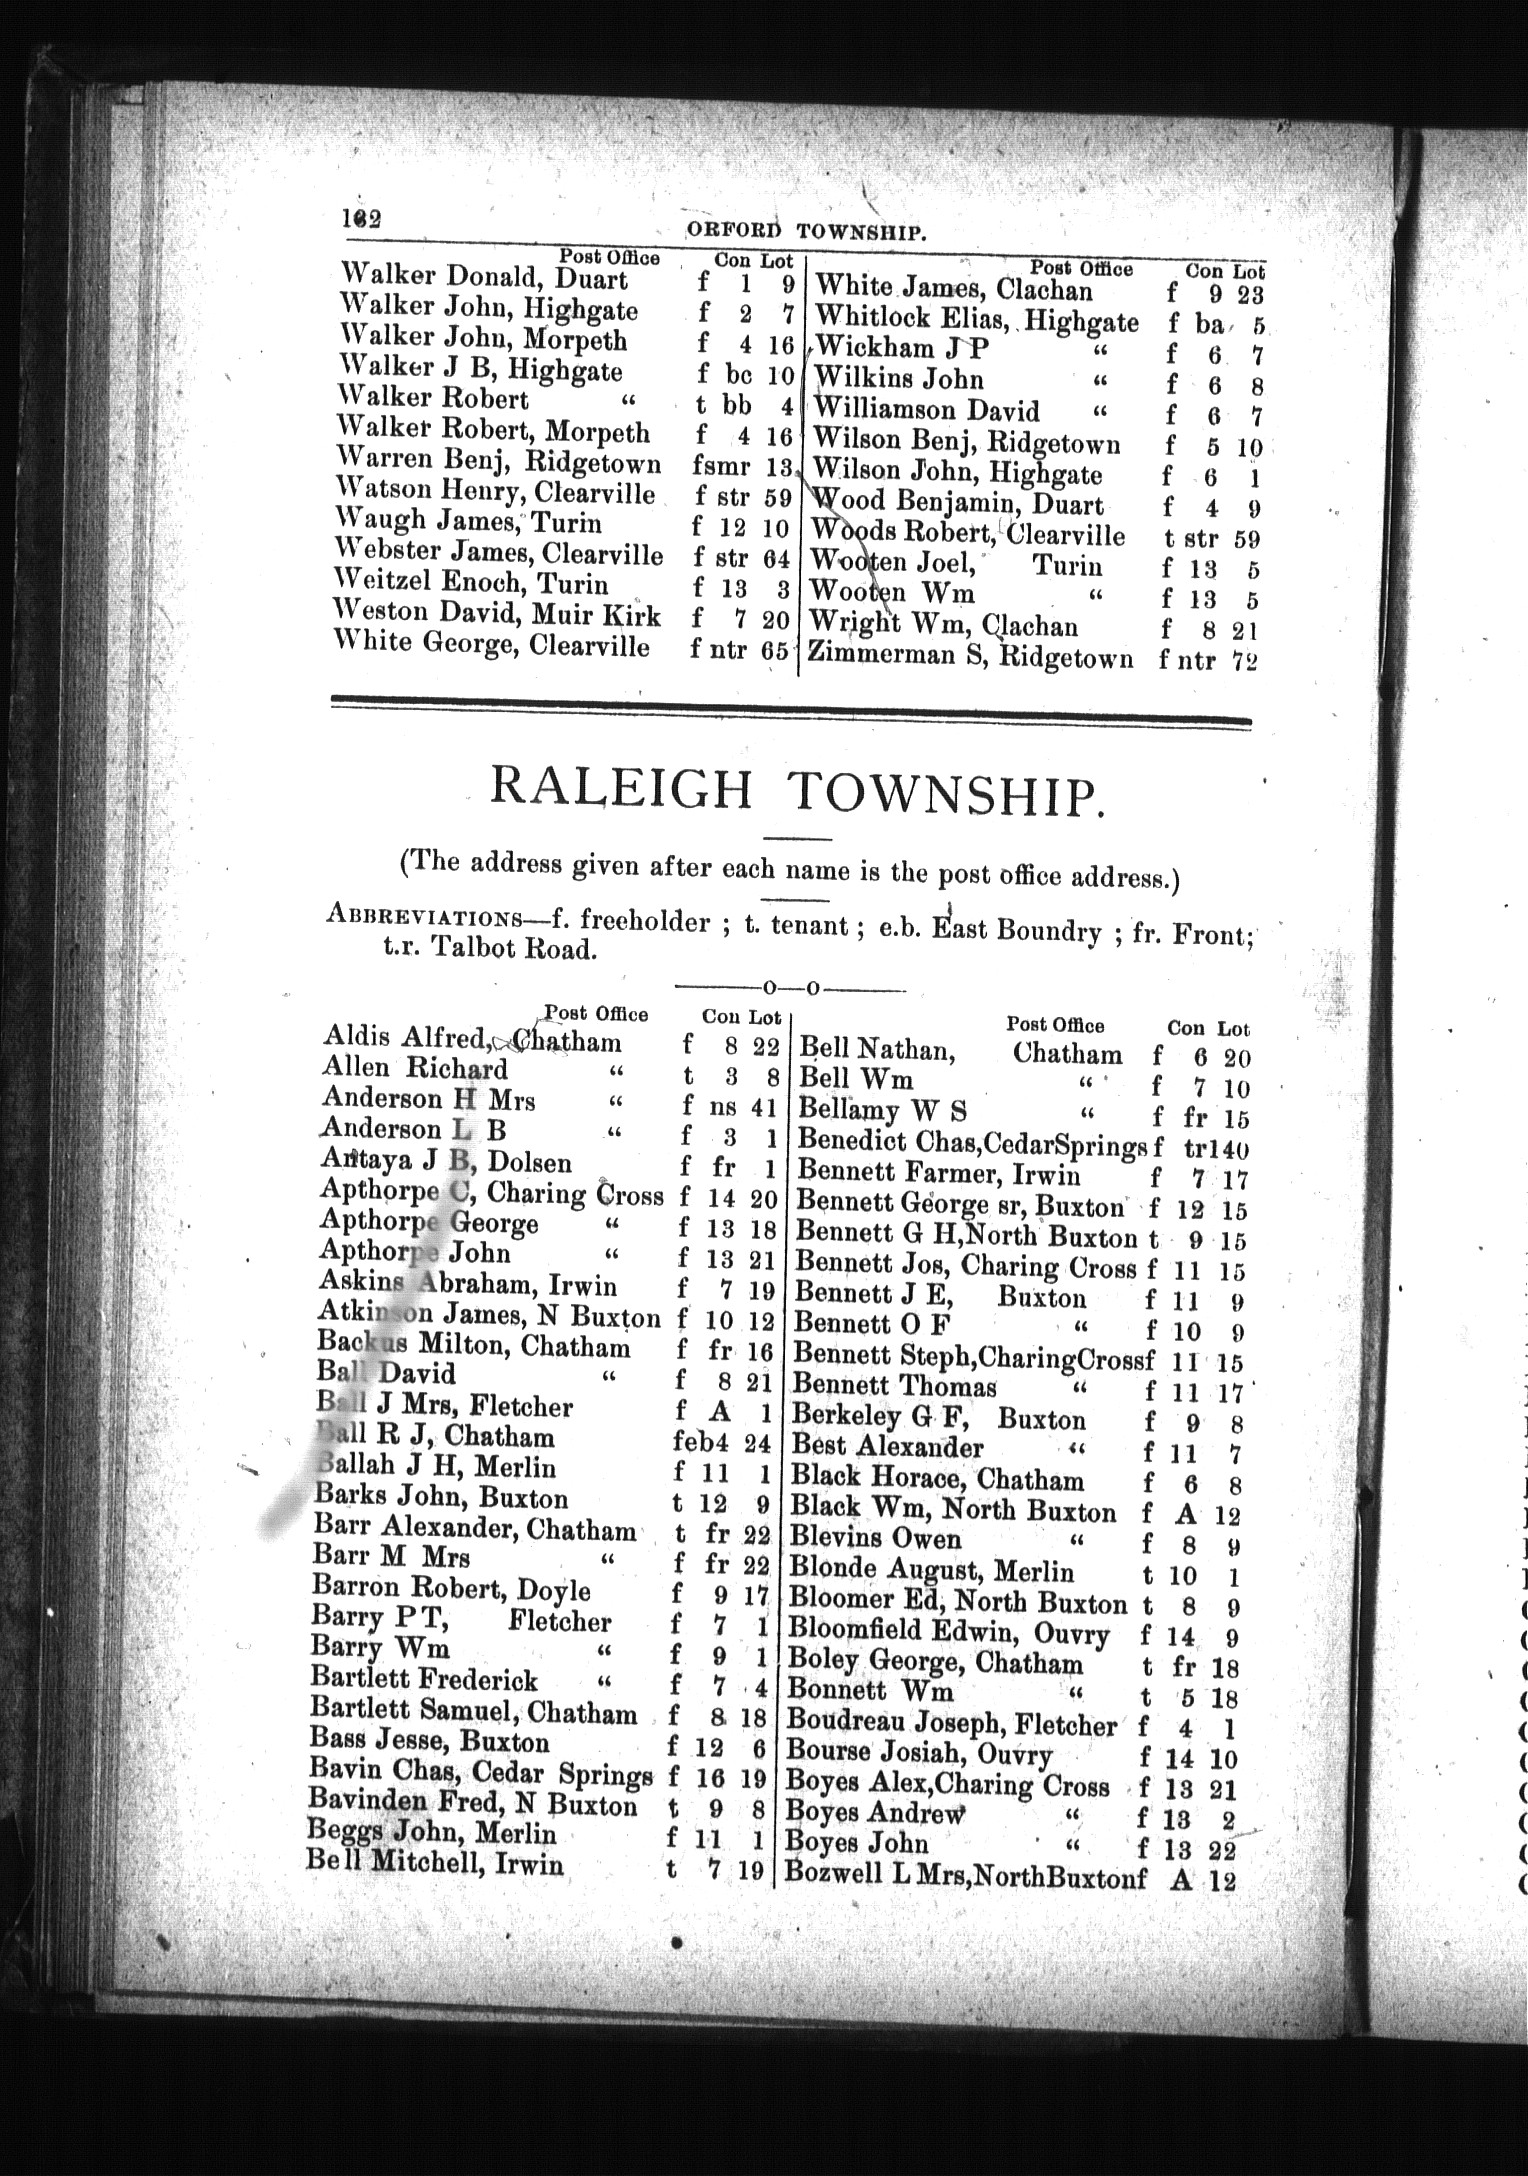 162
ORFORD TOWNSHIP.
Post Office Con Lot
Walker Donald, Duart f 1 9
Walker John, Highgate f 2 7
Walker John, Morpeth f 4 16
Walker J B, Highgate f bc 10
Walker Robert “ t bb 4
Walker Robert, Morpeth f 4 16
Warren Benj, Ridgetown fsmr 13
Watson Henry, Clearville f str 59
Waugh James, Turin f 12 10
Webster James, Clearville f str 64
Weitzel Enoch, Turin f 13 3
Weston David, Muir Kirk f 7 20
White George, Clearville f ntr 65
Post Office Con Lot
White James, Clachan f 9 23
Whitlock Elias, Highgate f ba 5
Wickham J P “ f 6 7
Wilkins John “ f 6 8
Williamson David “ f 6 7
Wilson Benj, Ridgetown f 5 10
Wilson John, Highgate f 6 1
Wood Benjamin, Duart f 4 9
Woods Robert, Clearville t str 59
Wooten Joel, Turin f 13 5
Wooten Wm “ f 13 5
Wright Wm, Clachan f 8 21
Zimmerman S, Ridgetown f ntr 72
RALEIGH TOWNSHIP.
(The address given after each name is the post office address.)
ABBREVIATIONS—f. freeholder ; t. tenant ; e.b. East Boundry ; fr. Front;
t.r. Talbot Road.
o—o
Post Office Con Lot
Aldis Alfred, Chatham f 8 22
Allen Richard “ t 3 8
Anderson H Mrs “ f ns 41
Anderson L B “ f 3 1
Antaya J B, Dolsen f fr 1
Apthorpe C, Charing Cross f 14 20
Apthorpe George “ f 13 18
Apthorpe John “ f 13 21
Askins Abraham, Irwin f 7 19
Atkinson James, N Buxton f 10 12
Backus Milton, Chatham f fr 16
Ball David “ f 8 21
Ball J Mrs, Fletcher f A 1
Ball R J, Chatham feb4 24
Ballah J H, Merlin f 11 1
Barks John, Buxton t 12 9
Barr Alexander, Chatham t fr 22
Barr M Mrs “ f fr 22
Barron Robert, Doyle f 9 17
Barry P T, Fletcher f 7 1
Barry Wm “ f 9 1
Bartlett Frederick “ f 7 4
Bartlett Samuel, Chatham f 8 18
Bass Jesse, Buxton f 12 6
Bavin Chas, Cedar Springs f 16 19
Bavinden Fred, N Buxton t 9 8
Beggs John, Merlin f 11 1
Bell Mitchell, Irwin t 7 19
Post Office Con Lot
Bell Nathan, Chatham f 6 20
Bell Wm “ f 7 10
Bellamy W S “ f fr 15
Benedict Chas,CedarSprings f tr140
Bennett Farmer, Irwin f 7 17
Bennett George sr, Buxton f 12 15
Bennett G H,North Buxton t 9 15
Bennett Jos, Charing Cross f 11 15
Bennett J E, Buxton f 11 9
Bennett O F “ f 10 9
Bennett Steph,CharingCrossf 11 15
Bennett Thomas “ f 11 17
Berkeley G F, Buxton f 9 8
Best Alexander “ f 11 7
Black Horace, Chatham f 6 8
Black Wm, North Buxton f A 12
Blevins Owen “ f 8 9
Blonde August, Merlin t 10 1
Bloomer Ed, North Buxton t 8 9
Bloomfield Edwin, Ouvry f 14 9
Boley George, Chatham t fr 18
Bonnett Wm “ t 5 18
Boudreau Joseph, Fletcher f 4 1
Bourse Josiah, Ouvry f 14 10
Boyes Alex,Charing Cross f 13 21
Boyes Andrew “ f 13 2
Boyes John “ f 13 22
Bozwell L Mrs,NorthBuxtonf A 12